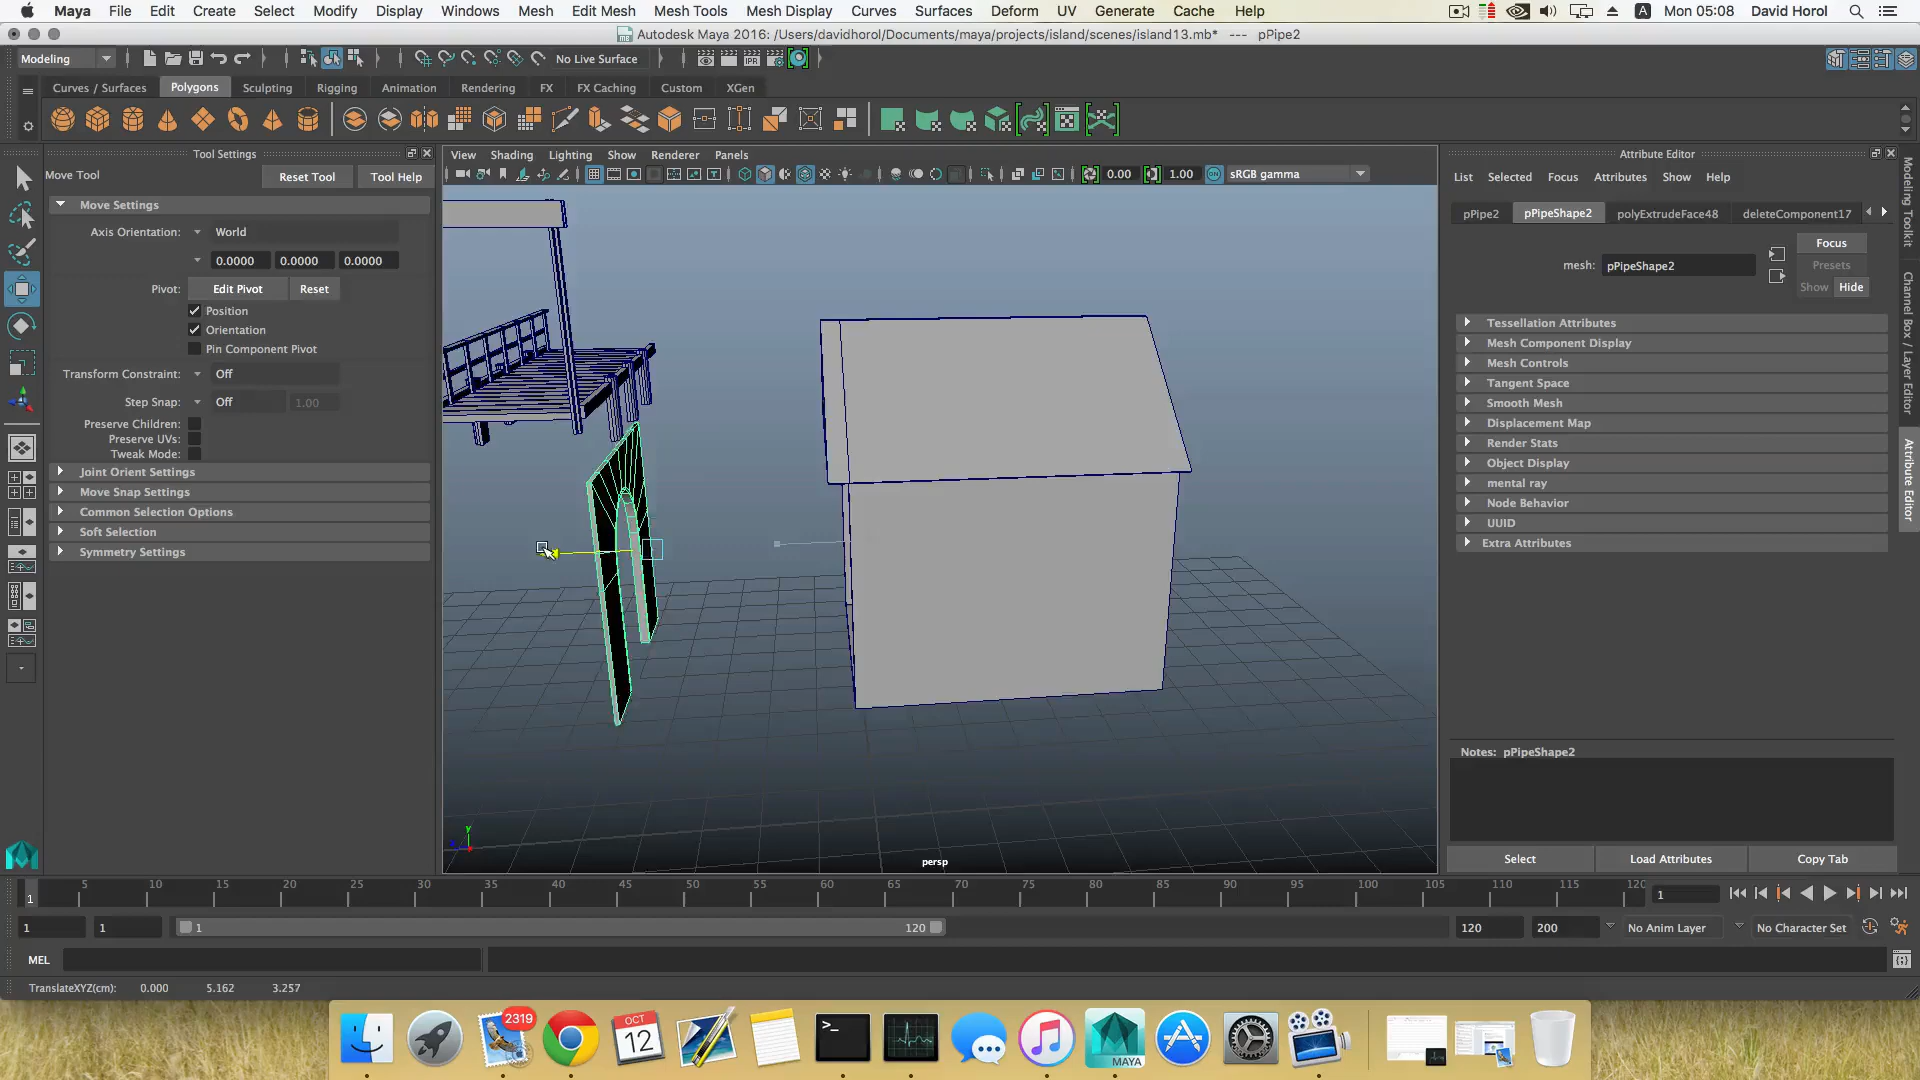 Maya File Edit Create Select Modify Display Windows Mesh Edit Mesh Mesh Tools Mesh Display Curves Surfaces Deform UV Generate Cache Help A Mon 05:08 David Horol
Autodesk Maya 2016: /Users/davidhorol/Documents/maya/projects/island/scenes/island13.mb* --- pPipe2
Modeling No Live Surface IPR
Curves / Surfaces Polygons Sculpting Rigging Animation Rendering FX FX Caching Custom XGen
Tool Settings
Move Tool Reset Tool Tool Help
Move Settings
Axis Orientation: World
0.0000 0.0000 0.0000
Pivot: Edit Pivot Reset
Position
Orientation
Pin Component Pivot
Transform Constraint: Off
Step Snap: Off 1.00
Preserve Children:
Preserve UVs:
Tweak Mode:
Joint Orient Settings
Move Snap Settings
Common Selection Options
Soft Selection
Symmetry Settings
View Shading Lighting Show Renderer Panels
0.00 1.00 ON sRGB gamma
y
persp
Attribute Editor
List Selected Focus Attributes Show Help
pPipe2 pPipeShape2 polyExtrudeFace48 deleteComponent17
mesh: pPipeShape2
Focus
Presets
Show Hide
Tessellation Attributes
Mesh Component Display
Mesh Controls
Tangent Space
Smooth Mesh
Displacement Map
Render Stats
Object Display
mental ray
Node Behavior
UUID
Extra Attributes
Notes: pPipeShape2
Select Load Attributes Copy Tab
Modeling Toolkit
Channel Box / Layer Editor
Attribute Editor
1 5 10 15 20 25 30 35 40 45 50 55 60 65 70 75 80 85 90 95 100 105 110 115 120 1
1 1 1 120 120 200 No Anim Layer No Character Set
MEL
TranslateXYZ(cm): 0.000 5.162 3.257
2319
OCT
12
MAYA